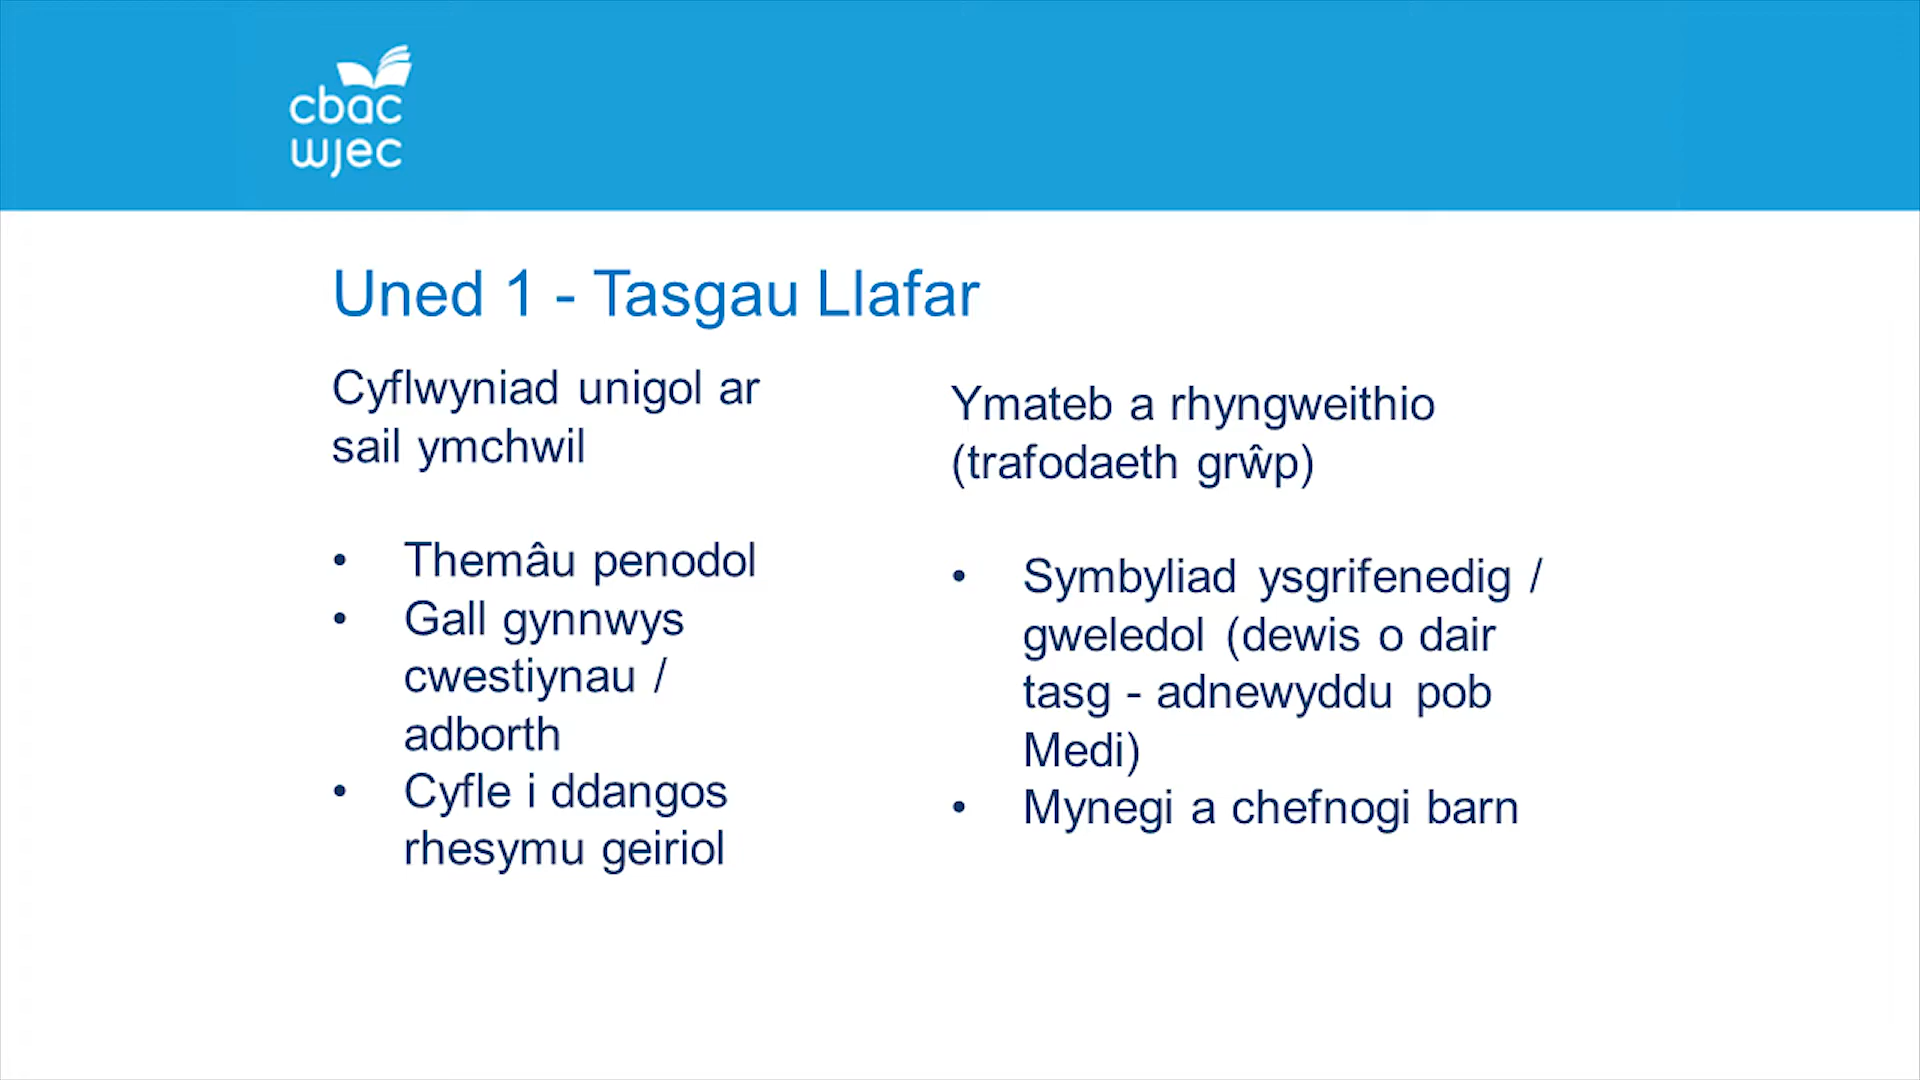 cbac
wjec
Uned 1 - Tasgau Llafar
Cyflwyniad unigol ar
sail ymchwil
• Themâu penodol
• Gall gynnwys
cwestiynau /
adborth
• Cyfle i ddangos
rhesymu geiriol
Ymateb a rhyngweithio
(trafodaeth grŵp)
• Symbyliad ysgrifenedig /
gweledol (dewis o dair
tasg - adnewyddu pob
Medi)
• Mynegi a chefnogi barn